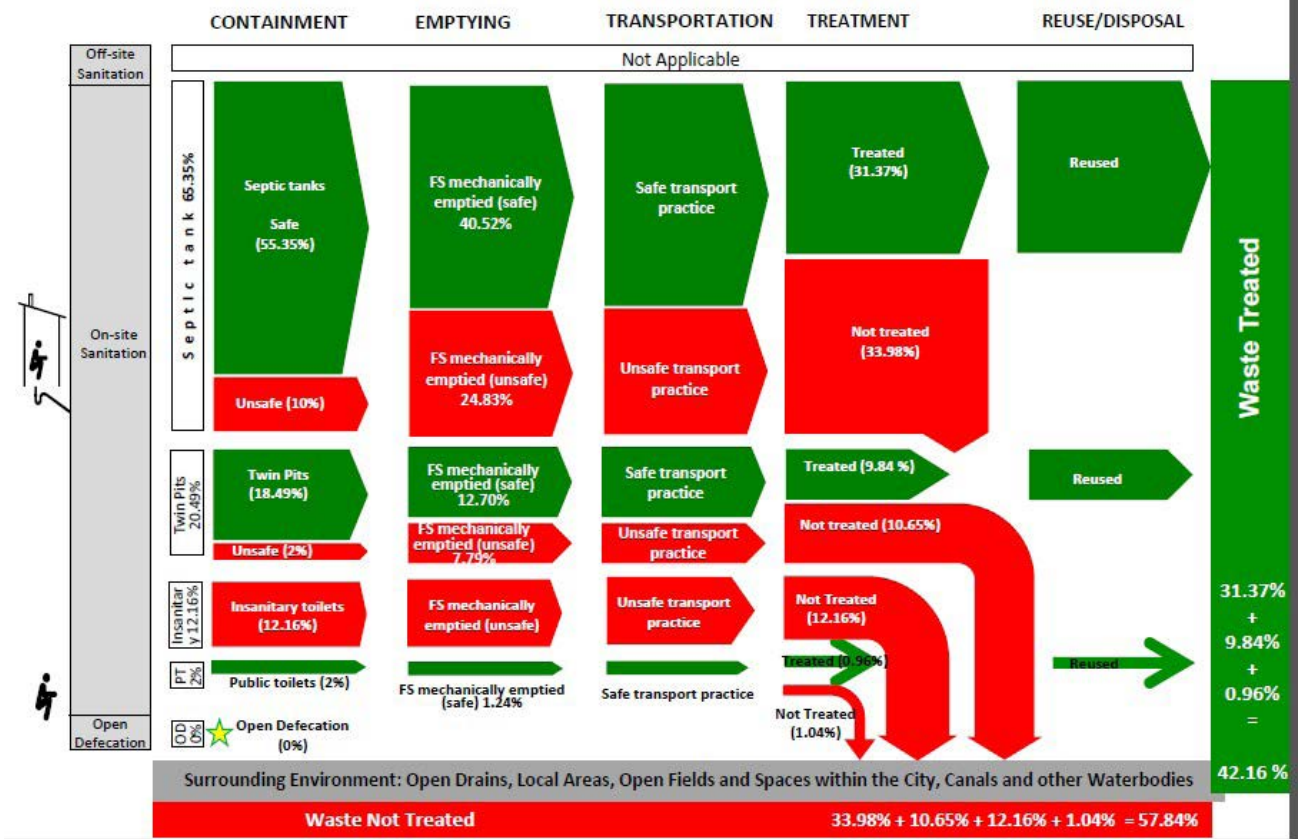 CONTAINMENT EMPTYING TRANSPORTATION TREATMENT REUSE/DISPOSAL
Off-site
Sanitation
Not Applicable
On-site
Sanitation
Open
Defecation
Septic tank 65.35%
Septic tanks
Safe
(55.35%)
FS mechanically
emptied (safe)
40.52%
Safe transport
practice
Treated
(31.37%)
Reused
Unsafe (10%)
FS mechanically
emptied (unsafe)
24.83%
Unsafe transport
practice
Not treated
(33.98%)
Twin Pits
20.49%
Twin Pits
(18.49%)
FS mechanically
emptied (safe)
12.70%
Safe transport
practice
Treated (9.84 %)
Reused
Unsafe (2%)
FS mechanically
emptied (unsafe)
7.79%
Unsafe transport
practice
Not treated (10.65%)
Insanitar
y 12.16%
Insanitary toilets
(12.16%)
FS mechanically
emptied (unsafe)
Unsafe transport
practice
Not Treated
(12.16%)
PT
2%
Public toilets (2%)
FS mechanically emptied
(safe) 1.24%
Safe transport practice
Treated (0.96%)
Reused
Not Treated
(1.04%)
OD
0%
Open Defecation
(0%)
Waste Treated
31.37%
+
9.84%
+
0.96%
=
42.16 %
Surrounding Environment: Open Drains, Local Areas, Open Fields and Spaces within the City, Canals and other Waterbodies
Waste Not Treated 33.98% + 10.65% + 12.16% + 1.04% = 57.84%